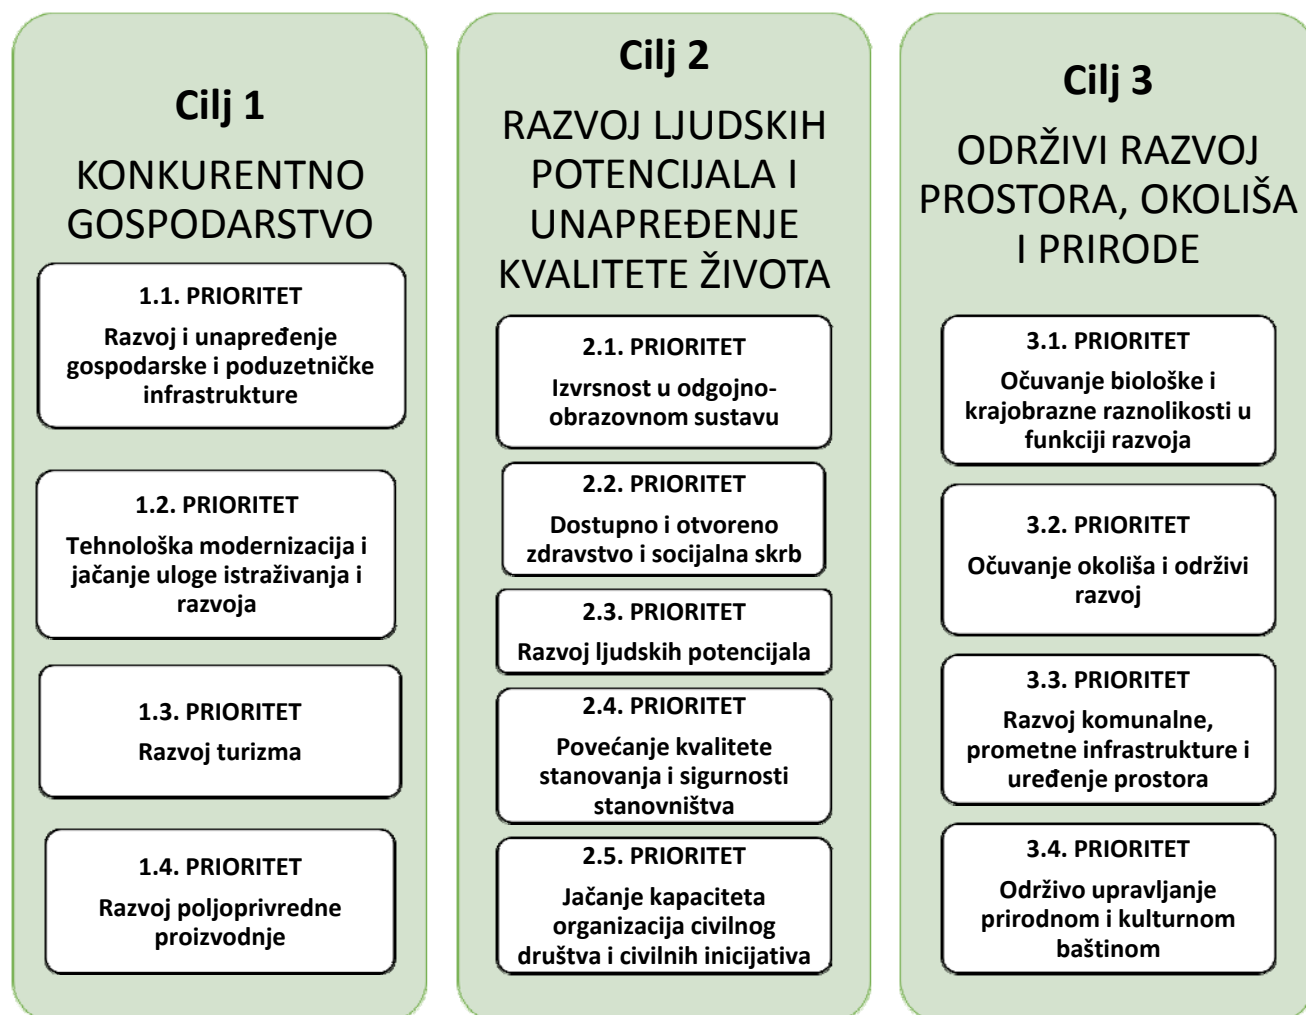 Cilj 1
KONKURENTNO
GOSPODARSTVO
1.1. PRIORITET
Razvoj i unapređenje
gospodarske i poduzetničke
infrastrukture
1.2. PRIORITET
Tehnološka modernizacija i
jačanje uloge istraživanja i
razvoja
1.3. PRIORITET
Razvoj turizma
1.4. PRIORITET
Razvoj poljoprivredne
proizvodnje
Cilj 2
RAZVOJ LJUDSKIH
POTENCIJALA I
UNAPREĐENJE
KVALITETE ŽIVOTA
2.1. PRIORITET
Izvrsnost u odgojno-
obrazovnom sustavu
2.2. PRIORITET
Dostupno i otvoreno
zdravstvo i socijalna skrb
2.3. PRIORITET
Razvoj ljudskih potencijala
2.4. PRIORITET
Povećanje kvalitete
stanovanja i sigurnosti
stanovništva
2.5. PRIORITET
Jačanje kapaciteta
organizacija civilnog
društva i civilnih inicijativa
Cilj 3
ODRŽIVI RAZVOJ
PROSTORA, OKOLIŠA
I PRIRODE
3.1. PRIORITET
Očuvanje biološke i
krajobrazne raznolikosti u
funkciji razvoja
3.2. PRIORITET
Očuvanje okoliša i održivi
razvoj
3.3. PRIORITET
Razvoj komunalne,
prometne infrastrukture i
uređenje prostora
3.4. PRIORITET
Održivo upravljanje
prirodnom i kulturnom
baštinom